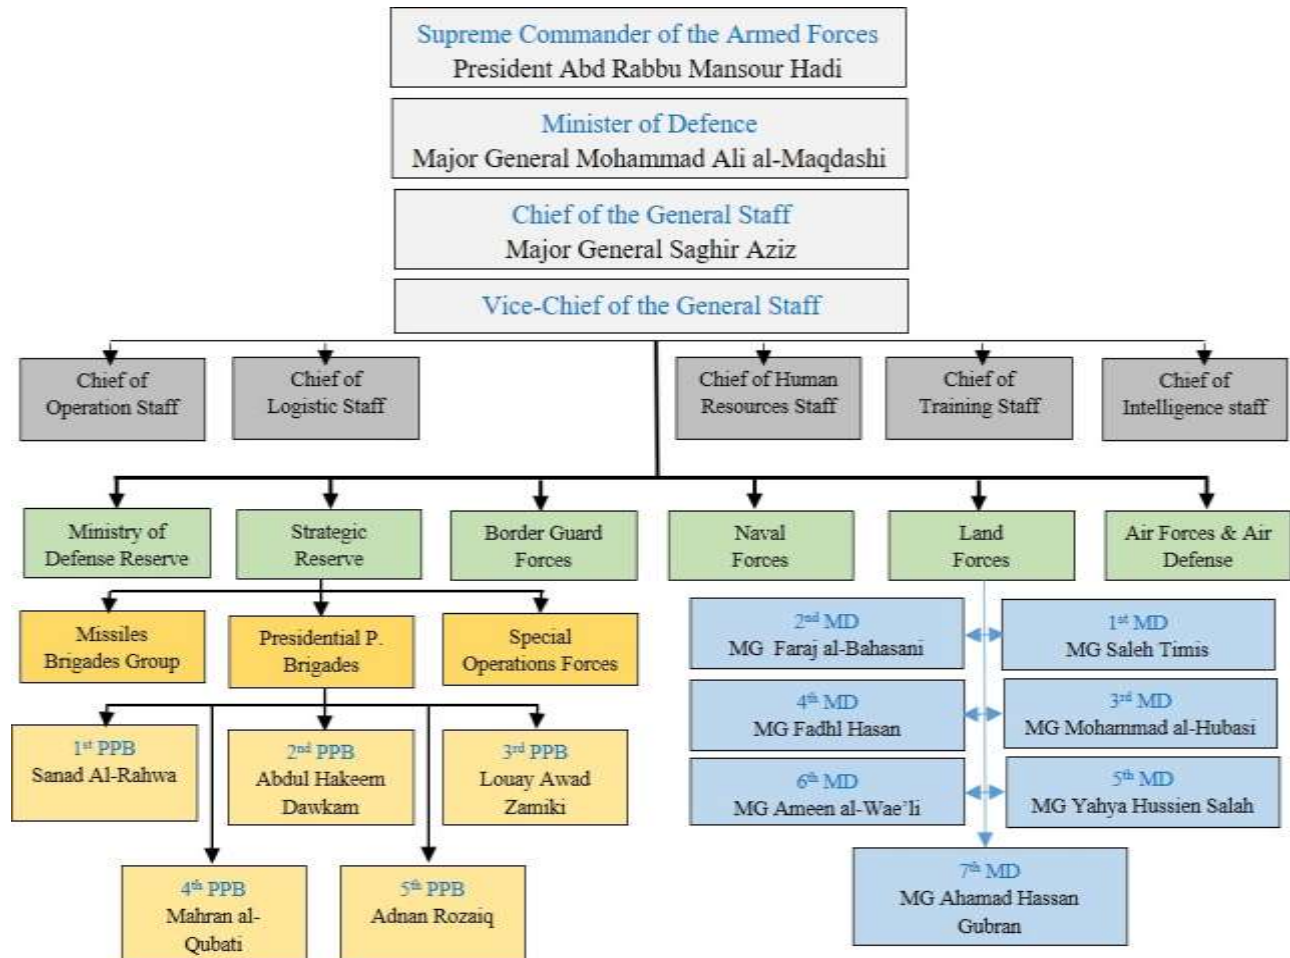 Supreme Commander of the Armed Forces
President Abd Rabbu Mansour Hadi
Minister of Defence
Major General Mohammad Ali al-Maqdashi
Chief of the General Staff
Major General Saghir Aziz
Vice-Chief of the General Staff
Chief of
Operation Staff
Chief of
Logistic Staff
Chief of Human
Resources Staff
Chief of
Training Staff
Chief of
Intelligence staff
Ministry of
Defense Reserve
Strategic
Reserve
Border Guard
Forces
Naval
Forces
Land
Forces
Air Forces & Air
Defense
Missiles
Brigades Group
Presidential P.
Brigades
Special
Operations Forces
2nd MD
MG Faraj al-Bahasani
1st MD
MG Saleh Timis
4th MD
MG Fadhl Hasan
3rd MD
MG Mohammad al-Hubasi
6th MD
MG Ameen al-Wae`li
5th MD
MG Yahya Hussien Salah
7th MD
MG Ahamad Hassan
Gubran
1st PPB
Sanad Al-Rahwa
2nd PPB
Abdul Hakeem
Dawkam
3rd PPB
Louay Awad
Zamiki
4th PPB
Mahran al-
Qubati
5th PPB
Adnan Rozaiq